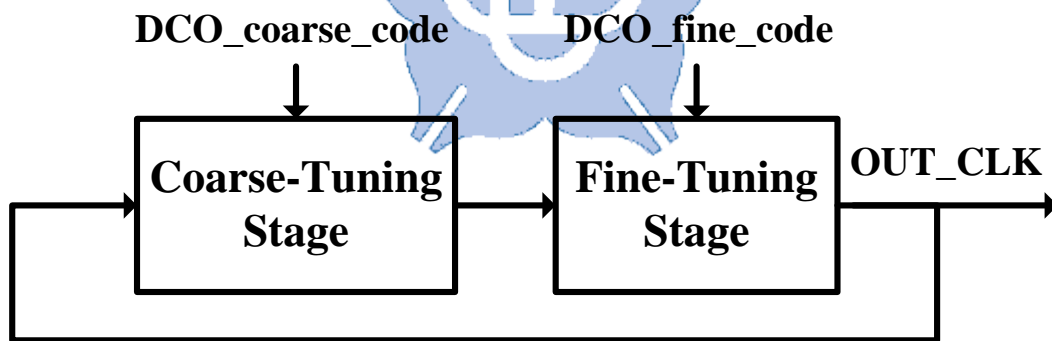 DCO_coarse_code
DCO_fine_code
Coarse-Tuning
Stage
Fine-Tuning
Stage
OUT_CLK